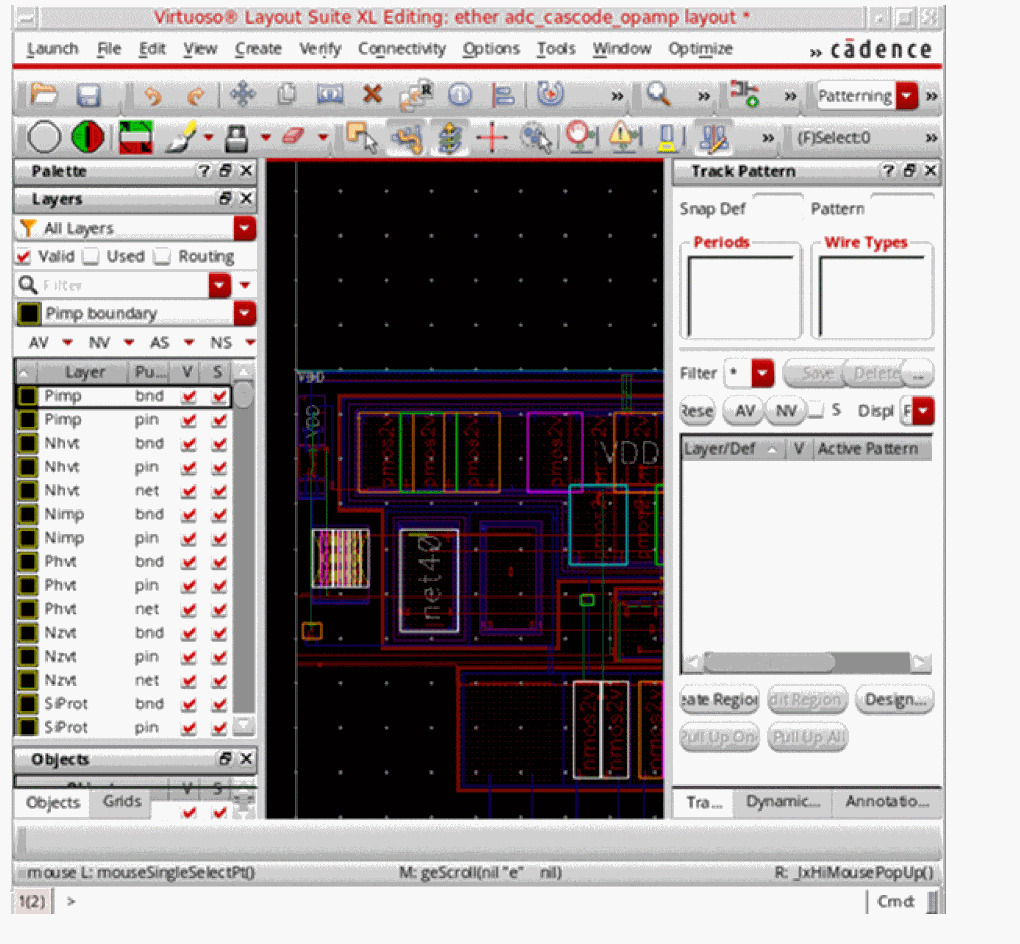 Virtuoso® Layout Suite XL Editing: ether adc_cascode_opamp layout *
Launch File Edit View Create Verify Connectivity Options Tools Window Optimize » cādence
R » » » Patterning »
» (F)Select:0 »
Palette ?
Layers
All Layers
Valid Used Routing
Filter
Pimp boundary
AV NV AS NS
Layer Pu... V S
Pimp bnd
Pimp pin
Nhvt bnd
Nhvt pin
Nhvt net
Nimp bnd
Nimp pin
Phvt bnd
Phvt pin
Phvt net
Nzvt bnd
Nzvt pin
Nzvt net
SiProt bnd
SiProt pin
Objects
V S
Objects Grids
VDD
VDD
VDD
pmos2v
net40
nmos2v
nmos2v
Track Pattern ?
Snap Def Pattern
Periods Wire Types
Filter * Save Delete ...
Rese AV NV S Displ F
Layer/Def V Active Pattern
eate Region dit Region Design...
Pull Up One Pull Up All
Tra... Dynamic... Annotatio...
mouse L: mouseSingleSelectPt() M: geScroll(nil "e" nil) R: _lxHiMousePopUp()
1(2) > Cmd: